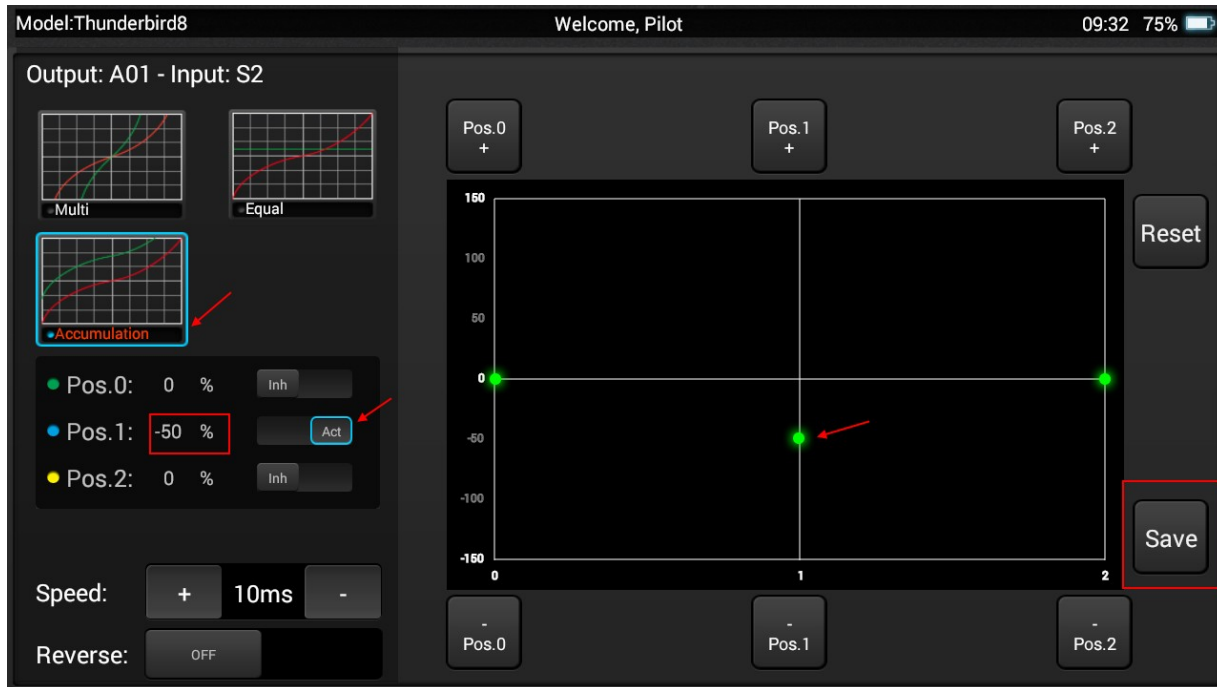 Model:Thunderbird8 Welcome, Pilot 09:32 75%
Output: A01 - Input: S2
Multi
Equal
Accumulation
Pos.0: 0 % Inh
Pos.1: -50 % Act
Pos.2: 0 % Inh
Speed: + 10ms -
Reverse: OFF
Pos.0
+
Pos.1
+
Pos.2
+
150
100
50
0
-50
-100
-150
0 1 2
Reset
Save
-
Pos.0
-
Pos.1
-
Pos.2